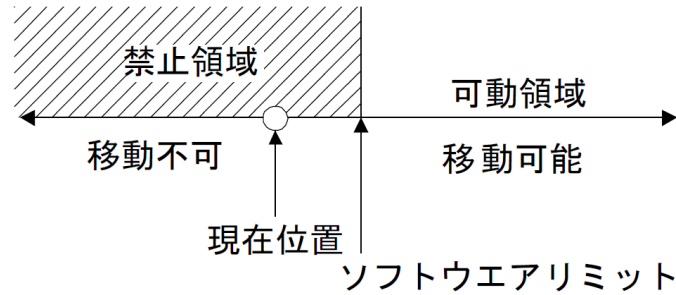 禁止領域
可動領域
移動不可
移動可能
現在位置
ソフトウエアリミット